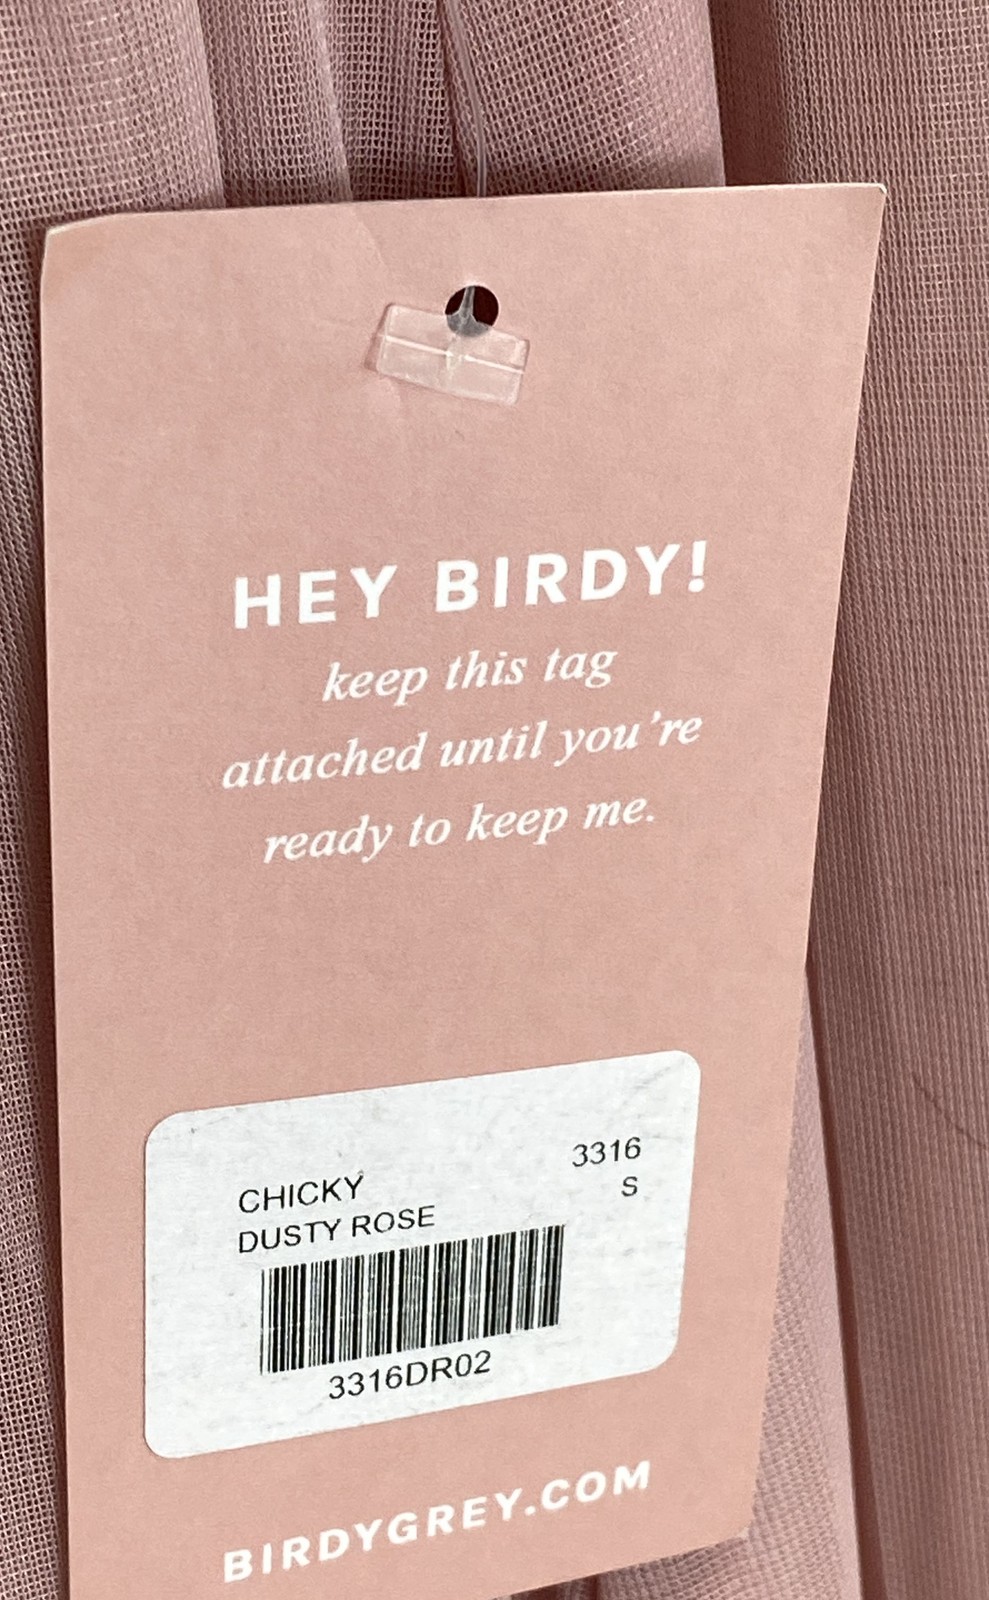 HEY BIRDY!
keep this tag
attached until you're
ready to keep me.
3316
CHICKY
S
DUSTY ROSE
3316DR02
BIRDYGREY.COM